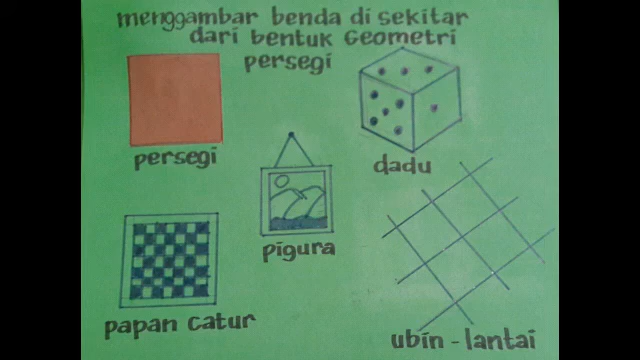 menggambar benda di sekitar
dari bentuk Geometri
persegi
persegi
dadu
pigura
papan catur
ubin - lantai